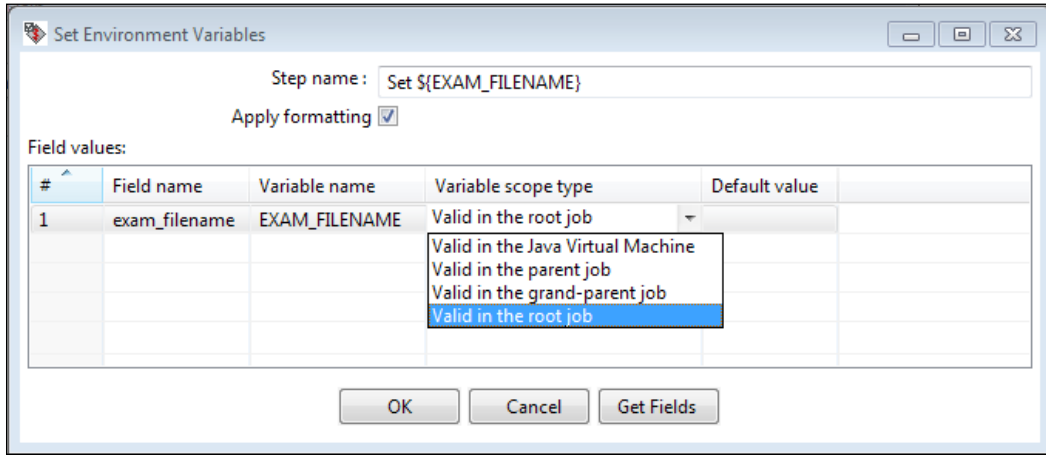 Set Environment Variables
Step name : Set ${EXAM_FILENAME}
Apply formatting
Field values:
# Field name Variable name Variable scope type Default value
1 exam_filename EXAM_FILENAME Valid in the root job
Valid in the Java Virtual Machine
Valid in the parent job
Valid in the grand-parent job
Valid in the root job
OK Cancel Get Fields